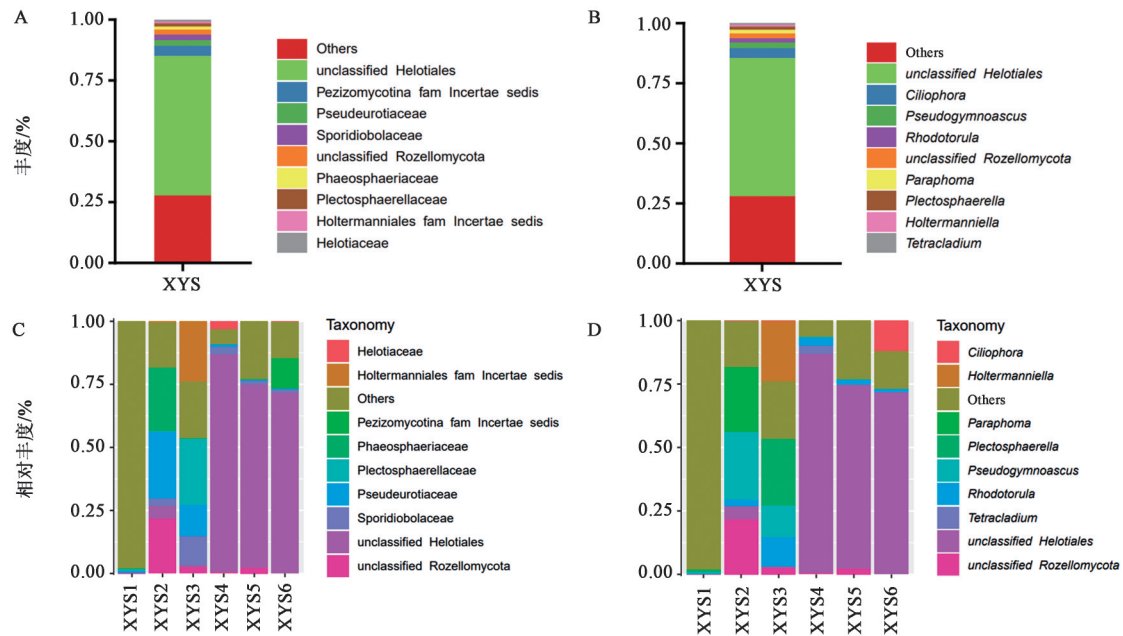 A
丰度/%
1.00
0.75
0.50
0.25
0.00
XYS
Others
unclassified Helotiales
Pezizomycotina fam Incertae sedis
Pseudeurotiaceae
Sporidiobolaceae
unclassified Rozellomycota
Phaeosphaeriaceae
Plectosphaerellaceae
Holtermanniales fam Incertae sedis
Helotiaceae
B
1.00
0.75
0.50
0.25
0.00
XYS
Others
unclassified Helotiales
Ciliophora
Pseudogymnoascus
Rhodotorula
unclassified Rozellomycota
Paraphoma
Plectosphaerella
Holtermanniella
Tetracladium
C
相对丰度/%
1.00
0.75
0.50
0.25
0.00
XYS1
XYS2
XYS3
XYS4
XYS5
XYS6
Taxonomy
Helotiaceae
Holtermanniales fam Incertae sedis
Others
Pezizomycotina fam Incertae sedis
Phaeosphaeriaceae
Plectosphaerellaceae
Pseudeurotiaceae
Sporidiobolaceae
unclassified Helotiales
unclassified Rozellomycota
D
1.00
0.75
0.50
0.25
0.00
XYS1
XYS2
XYS3
XYS4
XYS5
XYS6
Taxonomy
Ciliophora
Holtermanniella
Others
Paraphoma
Plectosphaerella
Pseudogymnoascus
Rhodotorula
Tetracladium
unclassified Helotiales
unclassified Rozellomycota